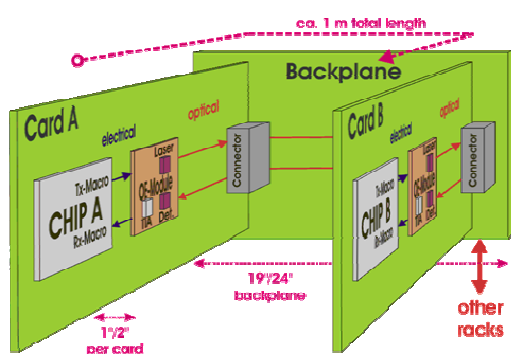 ca. 1 m total length
Backplane
Card A
electrical
optical
Laser
Tx-Macro
CHIP A
Rx-Macro
OE-Module
TIA
Det.
Connector
Card B
electrical
optical
Laser
Tx-Macro
CHIP B
Rx-Macro
OE-Module
TIA
Det.
Connector
19"/24"
backplane
1"/2"
per card
other
racks